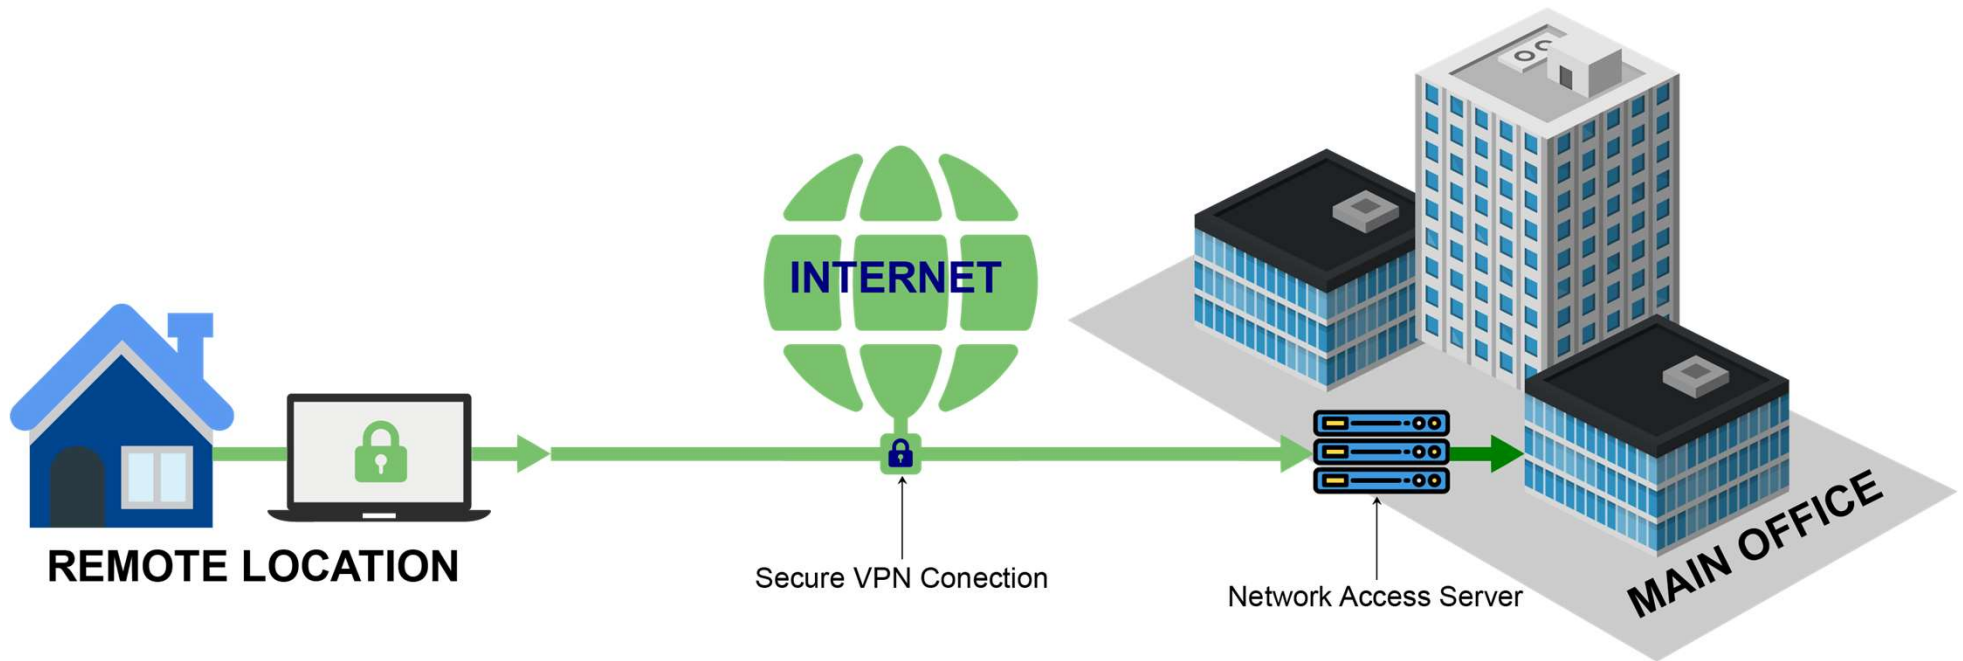 INTERNET
REMOTE LOCATION
Secure VPN Conection
Network Access Server
MAIN OFFICE